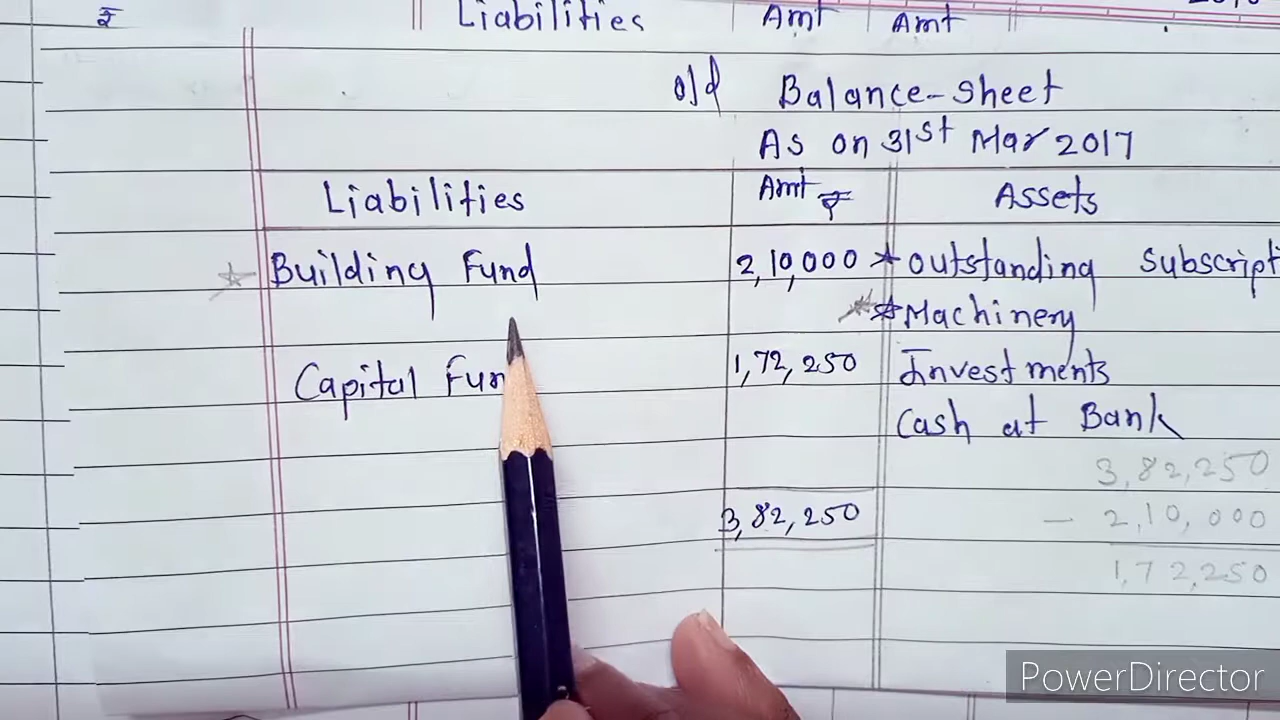 ₹ Liabilities Amt Amt
old Balance-Sheet
As on 31st Mar 2017
Liabilities Amt ₹ Assets
Building Fund 2,10,000 Outstanding Subscripti
Machinery
Capital Fun 1,72,250 Investments
Cash at Bank
3,82,250
3,82,250 - 2,10,000
1,72,250
PowerDirector